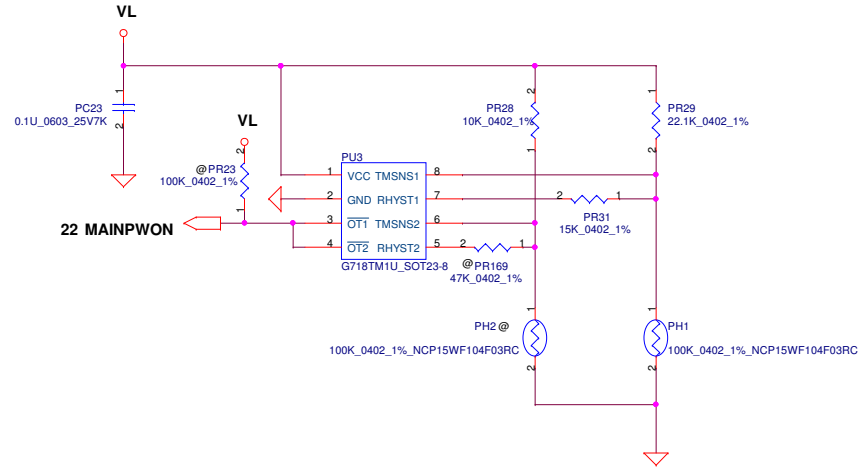 VL
1
PC23
0.1U_0603_25V7K
2
VL
2
@PR23
100K_0402_1%
1
22 MAINPWON
PU3
1 VCC TMSNS1 8
2 GND RHYST1 7
3 OT1 TMSNS2 6
4 OT2 RHYST2 5
G718TM1U_SOT23-8
2
PR28
10K_0402_1%
1
1
PR29
22.1K_0402_1%
2
2 1
PR31
15K_0402_1%
2 1
@PR169
47K_0402_1%
1
PH2@
100K_0402_1%_NCP15WF104F03RC
2
1
PH1
100K_0402_1%_NCP15WF104F03RC
2